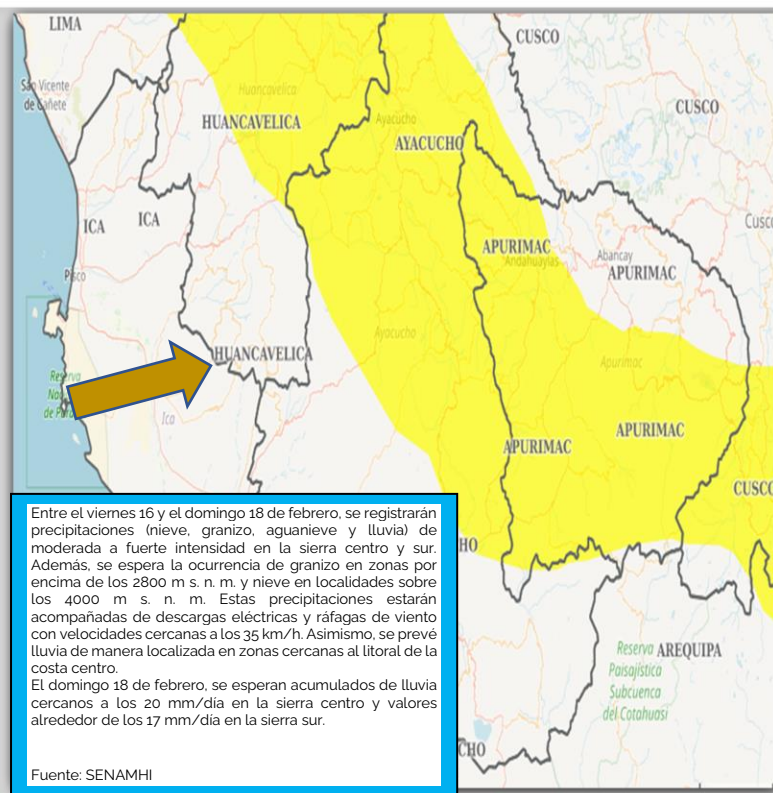 LIMA
CUSCO
San Vicente
de Cañete
Huancavelica
CUSCO
HUANCAVELICA
Ayacucho
AYACUCHO
ICA
ICA
Cusco
APURIMAC
Andahuaylas
Abancay
APURIMAC
Pisco
Ayacucho
HUANCAVELICA
Apurimac
Reserva
Na
de Par
Ica
APURIMAC
APURIMAC
CUSCO
Entre el viernes 16 y el domingo 18 de febrero, se registrarán
precipitaciones (nieve, granizo, aguanieve y lluvia) de
moderada a fuerte intensidad en la sierra centro y sur.
Además, se espera la ocurrencia de granizo en zonas por
encima de los 2800 m s. n. m. y nieve en localidades sobre
los 4000 m s. n. m. Estas precipitaciones estarán
acompañadas de descargas eléctricas y ráfagas de viento
con velocidades cercanas a los 35 km/h. Asimismo, se prevé
lluvia de manera localizada en zonas cercanas al litoral de la
costa centro.
El domingo 18 de febrero, se esperan acumulados de lluvia
cercanos a los 20 mm/día en la sierra centro y valores
alrededor de los 17 mm/día en la sierra sur.
Fuente: SENAMHI
HO
Reserva
Paisajística
Subcuenca
del Cotahuasi
AREQUIPA
CHO